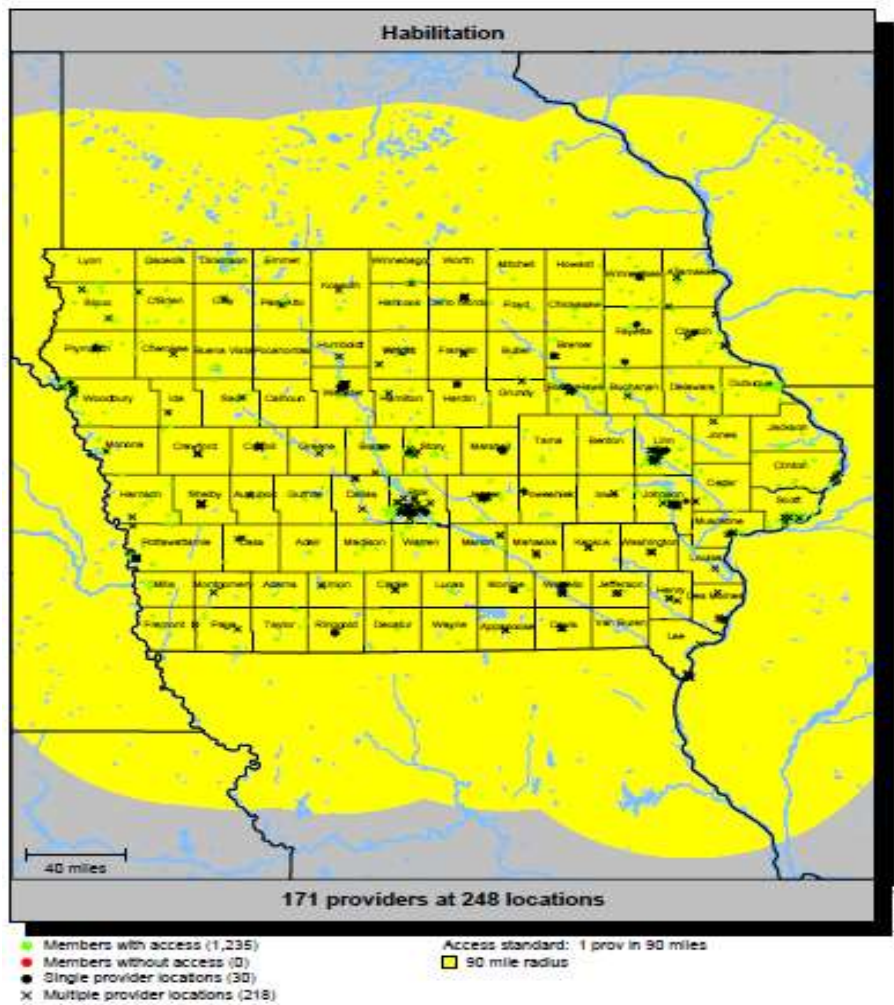 Habilitation
Lyon Osceola Dickinson Emmet Winnebago Worth Mitchell Howard Winneshiek Allamakee
Kossuth
Sioux O'Brien Clay Palo Alto Hancock Cerro Gordo Floyd Chickasaw
Fayette Clayton
Plymouth Cherokee Buena Vista Pocahontas Humboldt Wright Franklin Butler Bremer
Woodbury Ida Sac Calhoun Webster Hamilton Hardin Grundy Black Hawk Buchanan Delaware Dubuque
Jones Jackson
Monona Crawford Carroll Greene Boone Story Marshall Tama Benton Linn
Clinton
Cedar
Harrison Shelby Audubon Guthrie Dallas Jasper Poweshiek Iowa Johnson Scott
Muscatine
Pottawattamie Cass Adair Madison Warren Marion Mahaska Keokuk Washington
Louisa
Mills Montgomery Adams Union Clarke Lucas Monroe Wapello Jefferson Henry Des Moines
Fremont Page Taylor Ringgold Decatur Wayne Appanoose Davis Van Buren
Lee
40 miles
171 providers at 248 locations
Members with access (1,235)
Members without access (0)
Single provider locations (30)
Multiple provider locations (218)
Access standard: 1 prov in 90 miles
90 mile radius